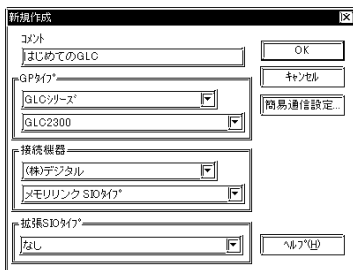 新規作成
コメント
はじめてのGLC
OK
GPﾀｲﾌﾟ
キャンセル
GLCｼﾘｰｽﾞ
簡易通信設定...
GLC2300
接続機器
(株)デジタル
メモリリンク SIOﾀｲﾌﾟ
拡張SIOﾀｲﾌﾟ
なし
ﾍﾙﾌﾟ(H)